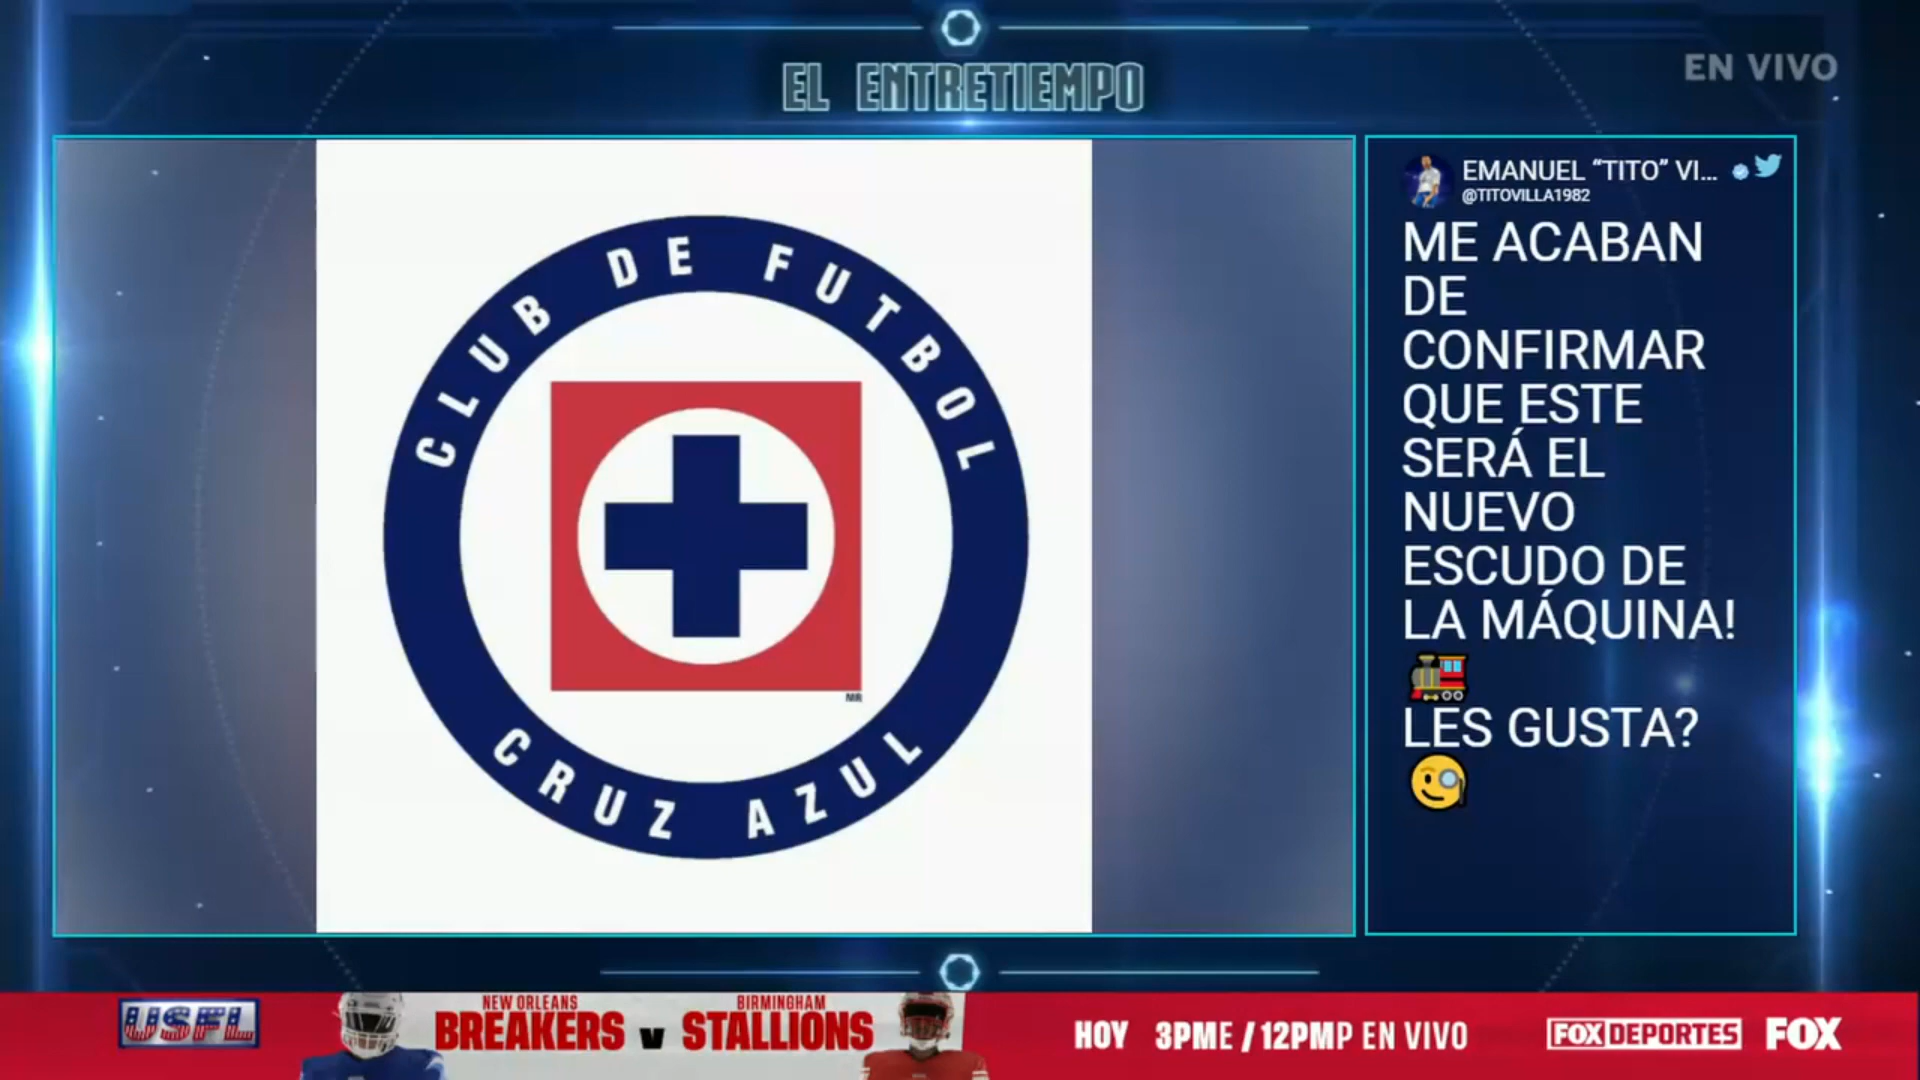 EL ENTRETIEMPO
EN VIVO
CLUB DE FUTBOL
CRUZ AZUL
MR
EMANUEL “TITO” VI...
@TITOVILLA1982
ME ACABAN
DE
CONFIRMAR
QUE ESTE
SERÁ EL
NUEVO
ESCUDO DE
LA MÁQUINA!
LES GUSTA?
USFL
NEW ORLEANS
BREAKERS
V
BIRMINGHAM
STALLIONS
HOY 3PME / 12PMP EN VIVO
FOX DEPORTES
FOX